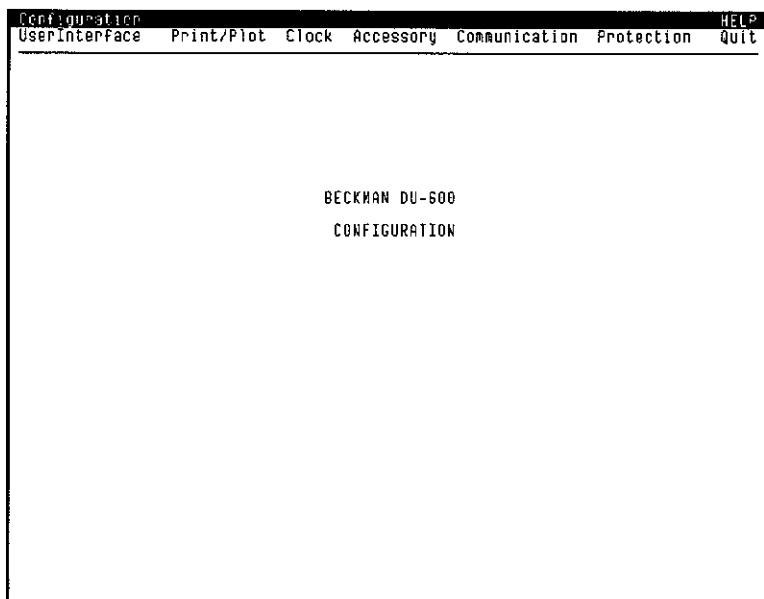 Configuration HELP
UserInterface Print/Plot Clock Accessory Communication Protection Quit
BECKMAN DU-600
CONFIGURATION